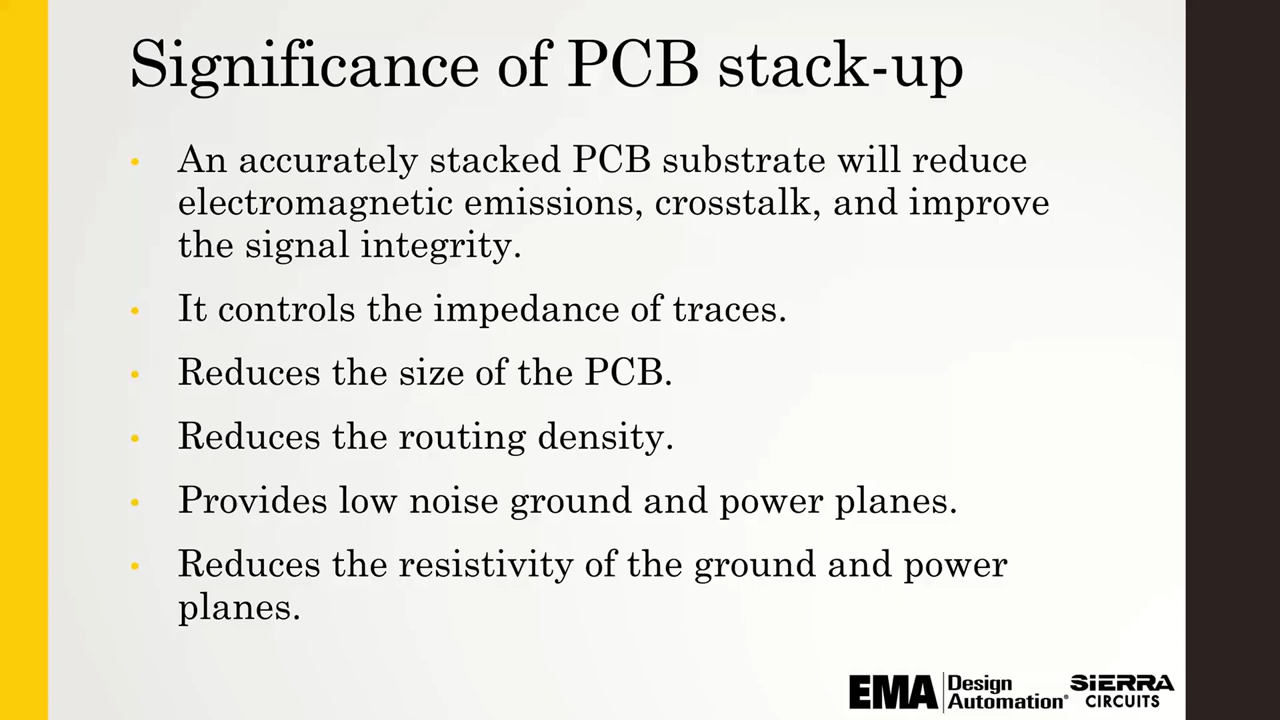 Significance of PCB stack-up
• An accurately stacked PCB substrate will reduce
electromagnetic emissions, crosstalk, and improve
the signal integrity.
• It controls the impedance of traces.
• Reduces the size of the PCB.
• Reduces the routing density.
• Provides low noise ground and power planes.
• Reduces the resistivity of the ground and power
planes.
EMA Design
Automation®
SIERRA
CIRCUITS